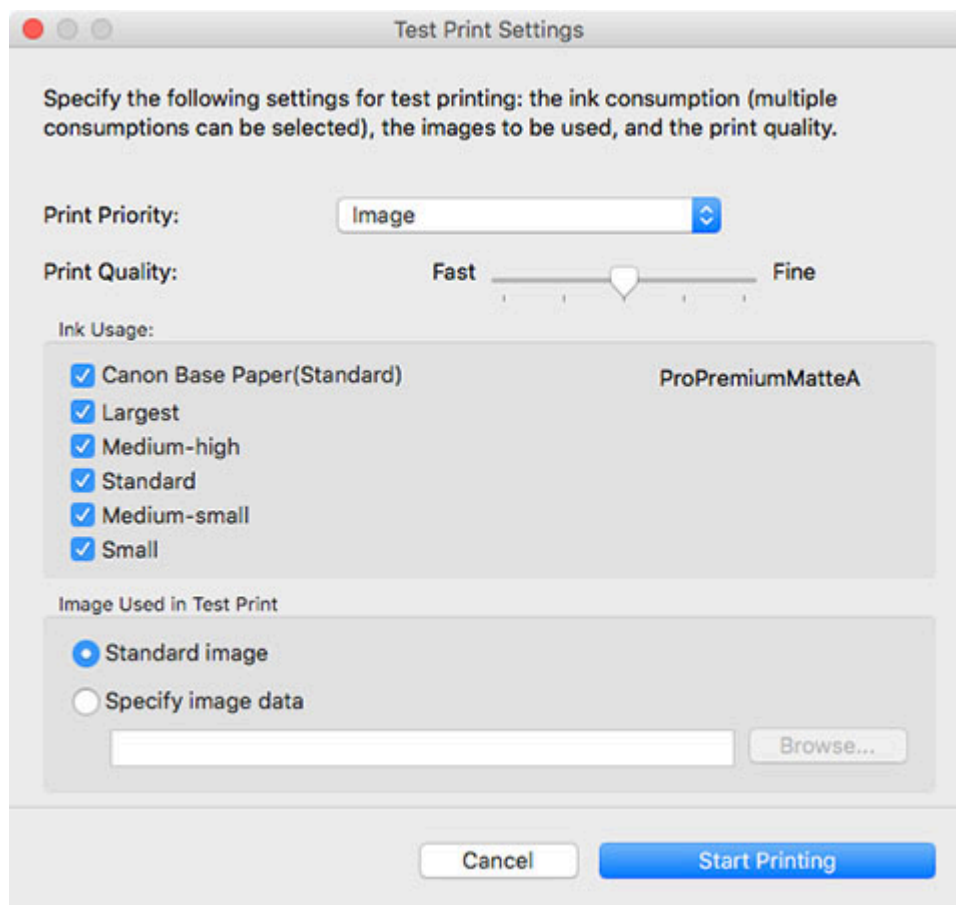 Test Print Settings
Specify the following settings for test printing: the ink consumption (multiple
consumptions can be selected), the images to be used, and the print quality.
Print Priority: Image
Print Quality: Fast Fine
Ink Usage:
Canon Base Paper(Standard) ProPremiumMatteA
Largest
Medium-high
Standard
Medium-small
Small
Image Used in Test Print
Standard image
Specify image data
Browse...
Cancel Start Printing